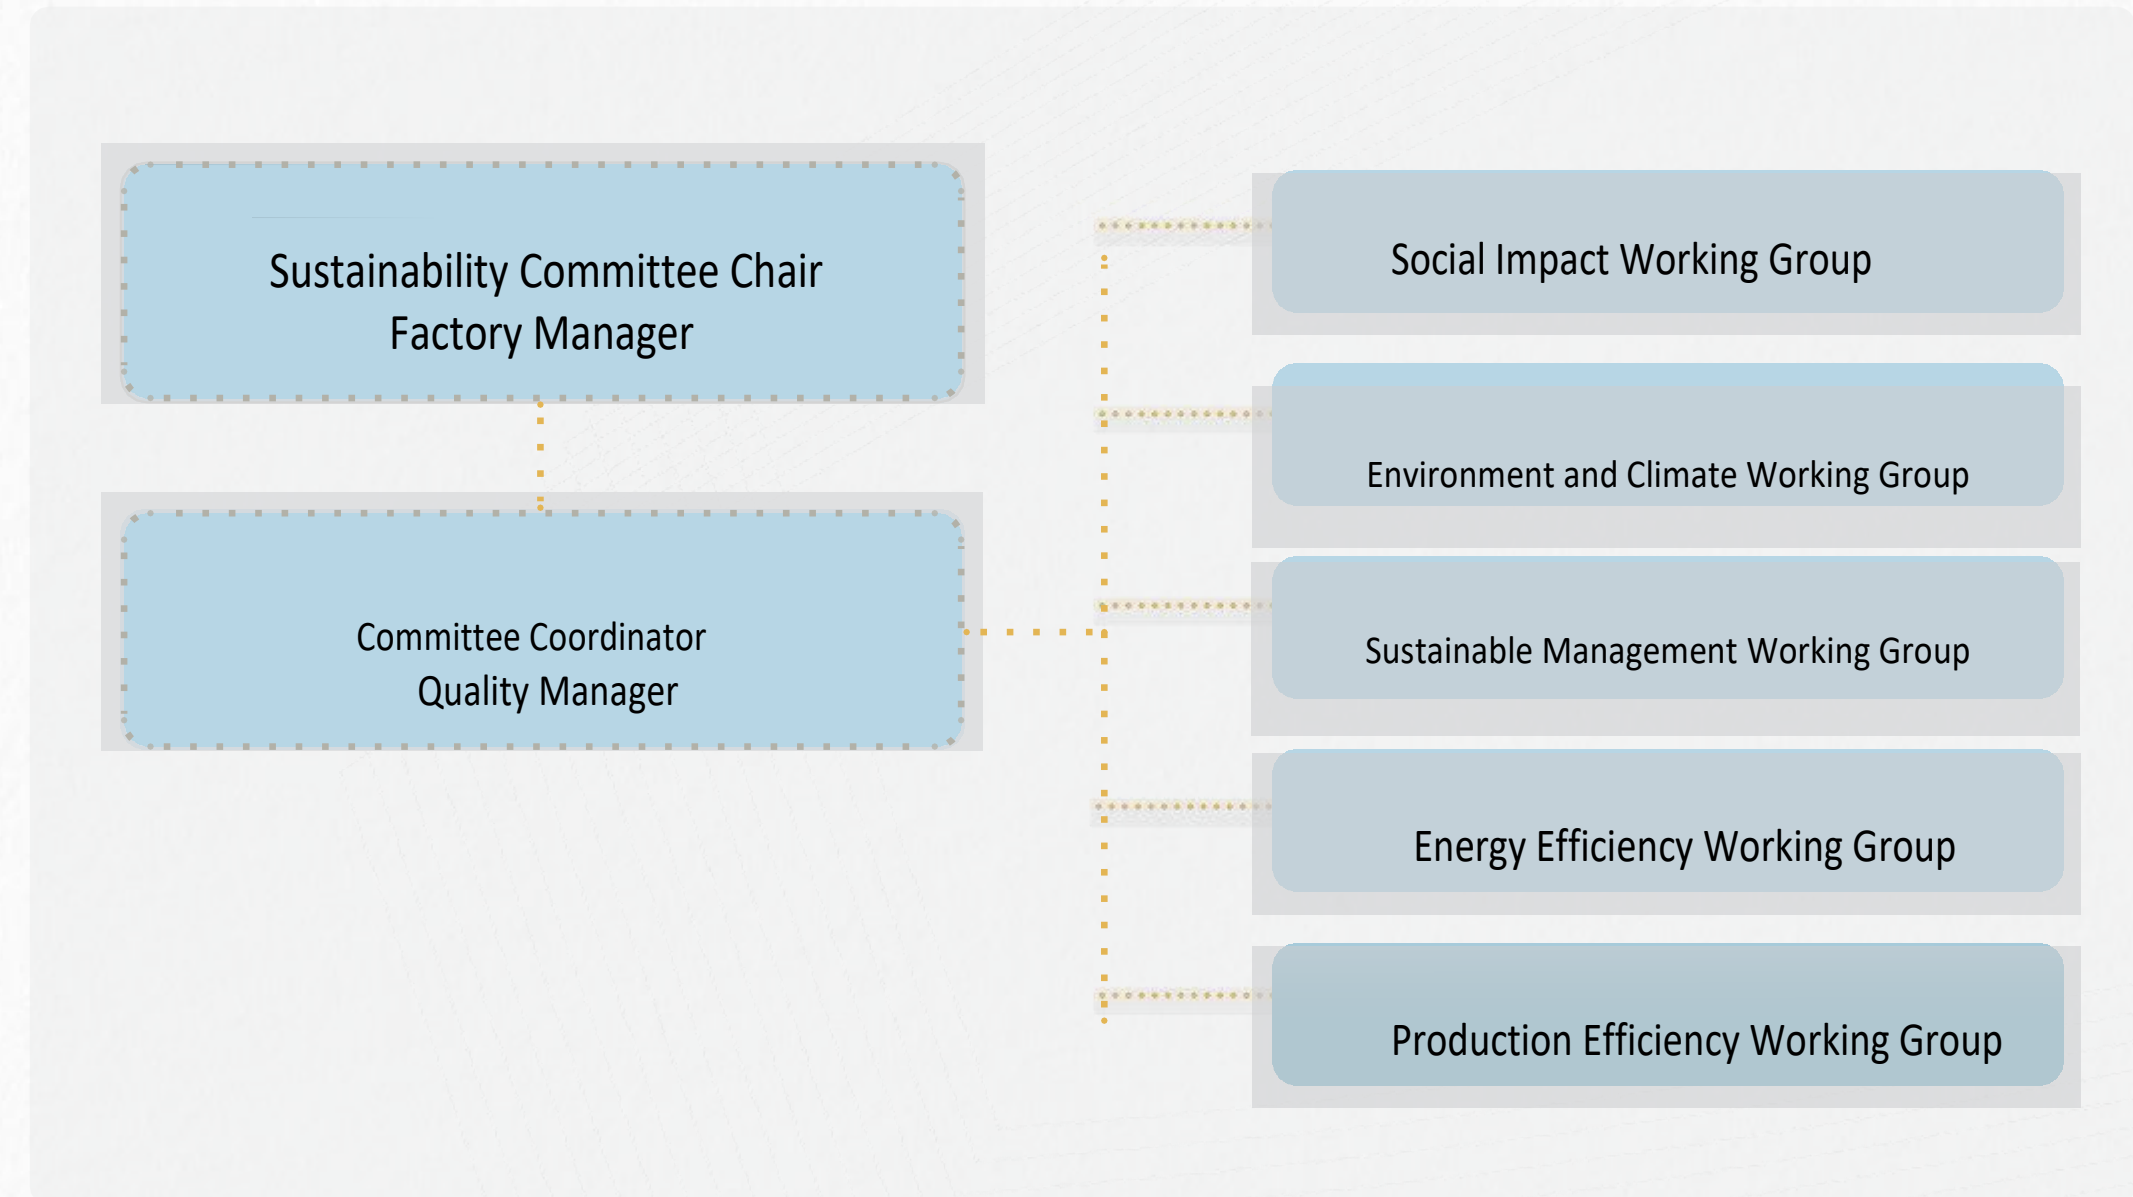 Sustainability Committee Chair
Factory Manager
Committee Coordinator
Quality Manager
Social Impact Working Group
Environment and Climate Working Group
Sustainable Management Working Group
Energy Efficiency Working Group
Production Efficiency Working Group